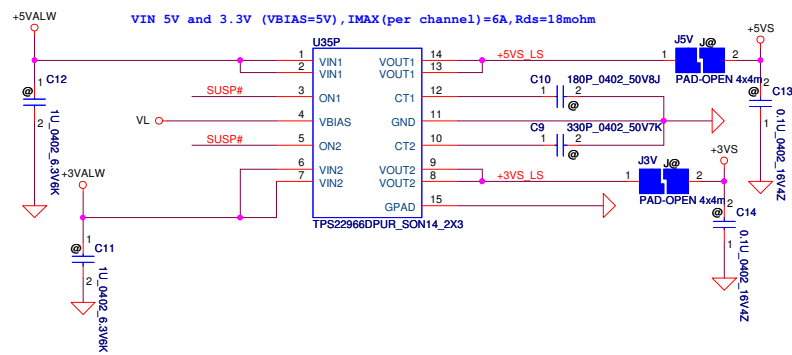 VIN 5V and 3.3V (VBIAS=5V),IMAX(per channel)=6A,Rds=18mohm
+5VALW
+5VS
U35P
J5V
J@
1
VIN1
VOUT1
14
+5VS_LS
1
2
2
VIN1
VOUT1
13
PAD-OPEN 4x4m
C12
1
@
2
1U_0402_6.3V6K
C10
180P_0402_50V8J
SUSP#
3
ON1
CT1
12
1
2
@
C13
2
@
1
0.1U_0402_16V4Z
VL
4
VBIAS
GND
11
C9
330P_0402_50V7K
SUSP#
5
ON2
CT2
10
1
2
@
+3VALW
6
VIN2
VOUT2
9
J3V
J@
+3VS
7
VIN2
VOUT2
8
+3VS_LS
1
2
PAD-OPEN 4x4m
GPAD
15
TPS22966DPUR_SON14_2X3
C11
1
@
2
1U_0402_6.3V6K
C14
2
@
1
0.1U_0402_16V4Z